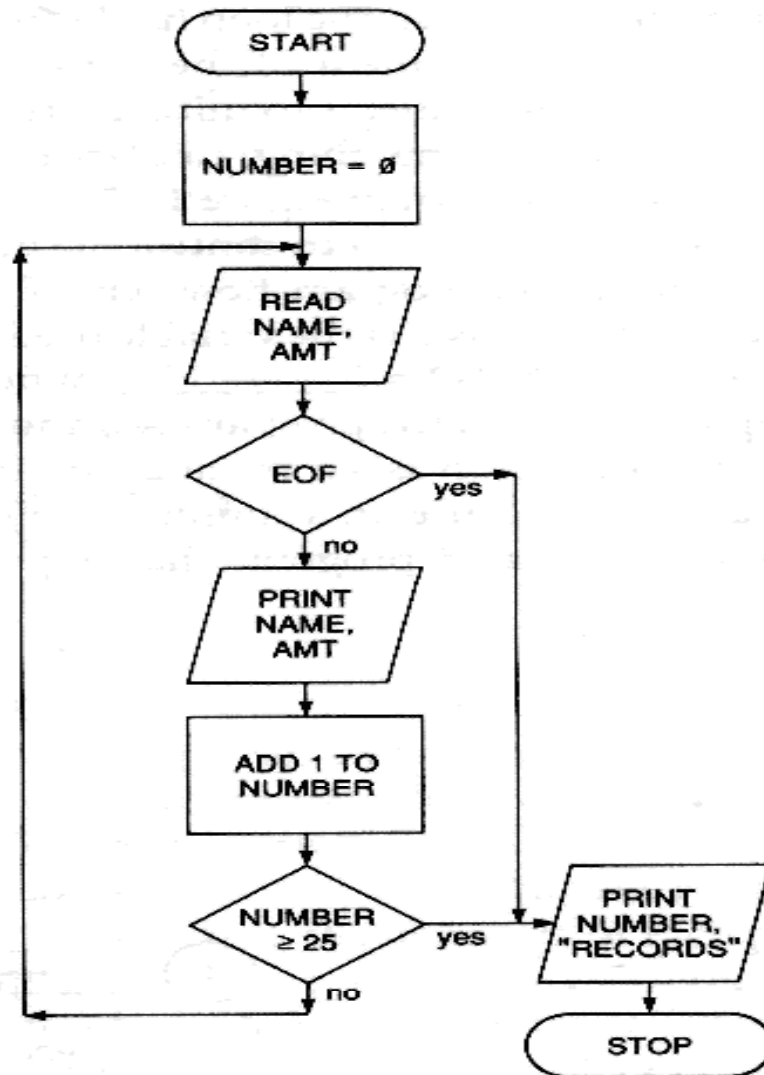 START
NUMBER = Ø
READ
NAME,
AMT
EOF
yes
no
PRINT
NAME,
AMT
ADD 1 TO
NUMBER
NUMBER
≥ 25
yes
no
PRINT
NUMBER,
"RECORDS"
STOP